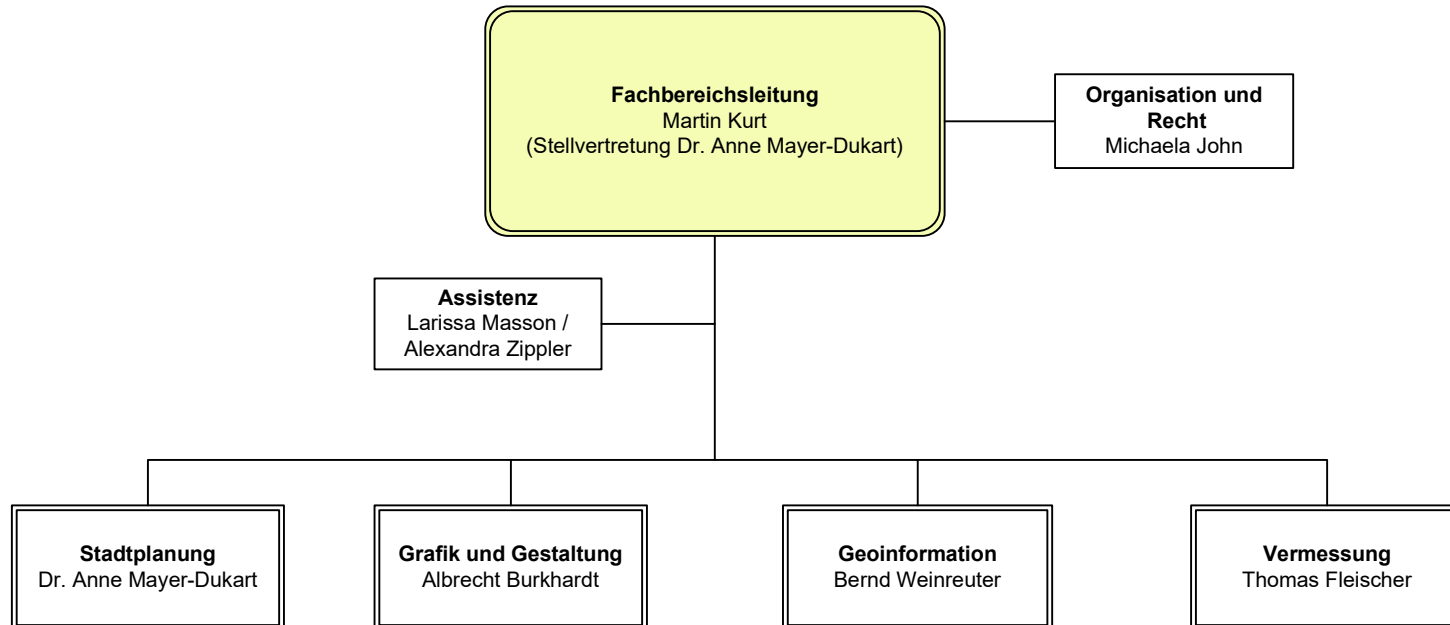 Fachbereichsleitung
Martin Kurt
(Stellvertretung Dr. Anne Mayer-Dukart)
Organisation und
Recht
Michaela John
Assistenz
Larissa Masson /
Alexandra Zippler
Stadtplanung
Dr. Anne Mayer-Dukart
Grafik und Gestaltung
Albrecht Burkhardt
Geoinformation
Bernd Weinreuter
Vermessung
Thomas Fleischer